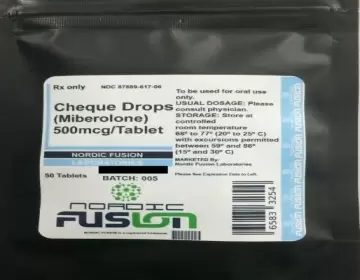 Rx only
NDC 87889-617-06
Cheque Drops
(Miberolone)
500mcg/Tablet
NORDIC FUSION
LABORATORIES
50 Tablets
BATCH: 005
NORDIC
FUSION
To be used for oral use
only.
USUAL DOSAGE: Please
consult physician.
STORAGE: Store at
controlled
room temperature
68° to 77° (20° to 25° C)
with excursions permitted
between 59° and 86°
(15° and 30° C)
MARKETED By:
Nordic Fusion Laboratories
Please See Expiration Date to Left.
6583 3254